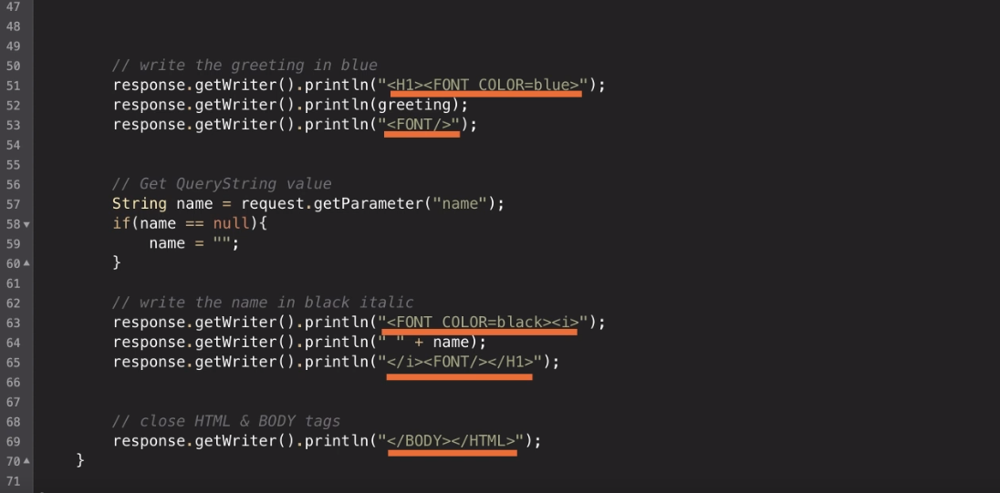 47
48
49
50 // write the greeting in blue
51 response.getWriter().println("<H1><FONT COLOR=blue>");
52 response.getWriter().println(greeting);
53 response.getWriter().println("<FONT/>");
54
55
56 // Get QueryString value
57 String name = request.getParameter("name");
58 if(name == null){
59 name = "";
60 }
61
62 // write the name in black italic
63 response.getWriter().println("<FONT COLOR=black><i>");
64 response.getWriter().println(" " + name);
65 response.getWriter().println("</i><FONT/></H1>");
66
67
68 // close HTML & BODY tags
69 response.getWriter().println("</BODY></HTML>");
70 }
71